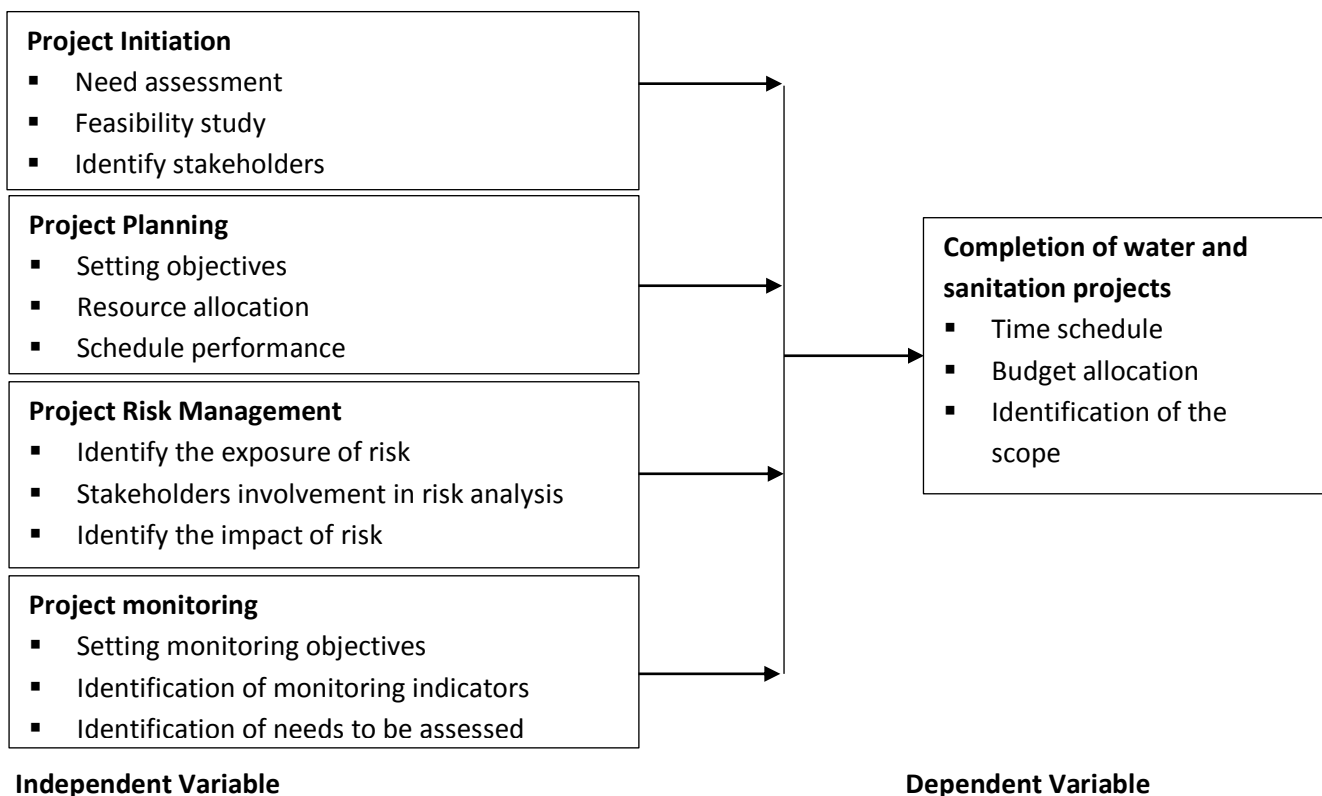 Project Initiation
▪ Need assessment
▪ Feasibility study
▪ Identify stakeholders
Project Planning
▪ Setting objectives
▪ Resource allocation
▪ Schedule performance
Project Risk Management
▪ Identify the exposure of risk
▪ Stakeholders involvement in risk analysis
▪ Identify the impact of risk
Project monitoring
▪ Setting monitoring objectives
▪ Identification of monitoring indicators
▪ Identification of needs to be assessed
Independent Variable
Completion of water and
sanitation projects
▪ Time schedule
▪ Budget allocation
▪ Identification of the
scope
Dependent Variable